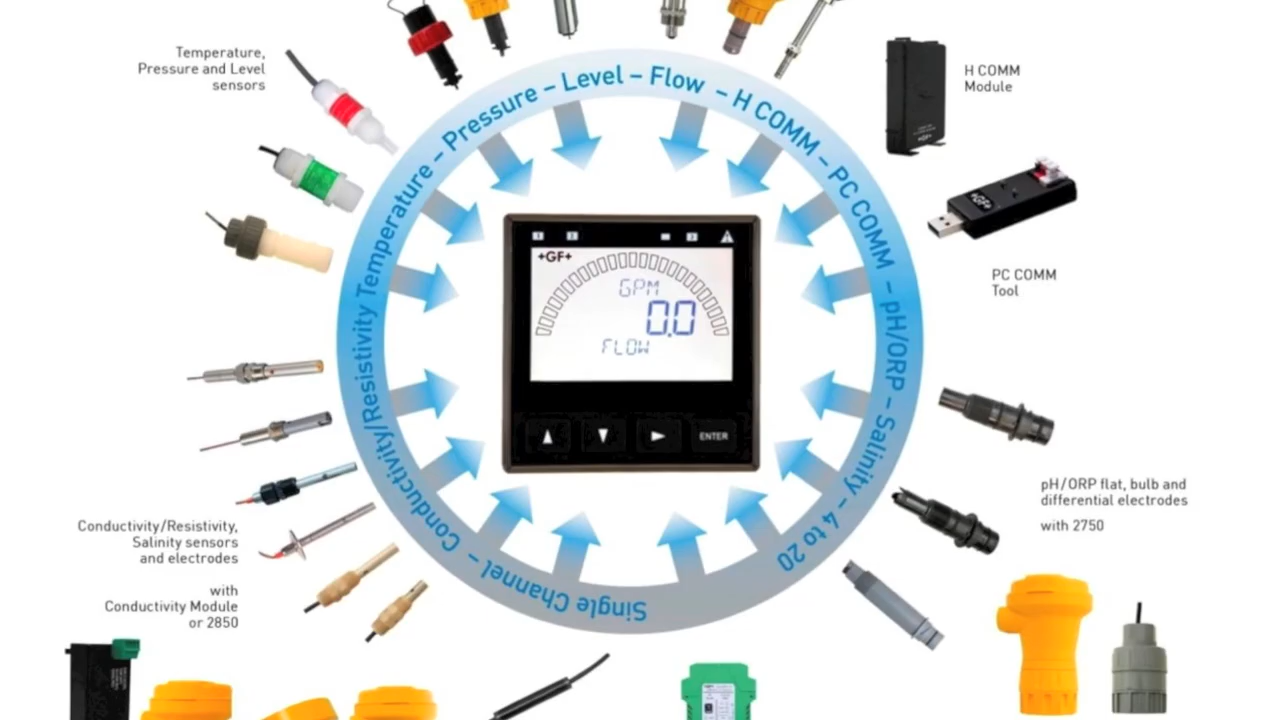 Temperature,
Pressure and Level
sensors
H COMM
Module
PC COMM
Tool
Single Channel – Conductivity/Resistivity Temperature – Pressure – Level – Flow – H COMM – PC COMM – pH/ORP – Salinity – 4 to 20
+GF+
GPM
0.0
FLOW
ENTER
+GF+
+GF+
pH/ORP flat, bulb and
differential electrodes
with 2750
Conductivity/Resistivity,
Salinity sensors
and electrodes
with
Conductivity Module
or 2850